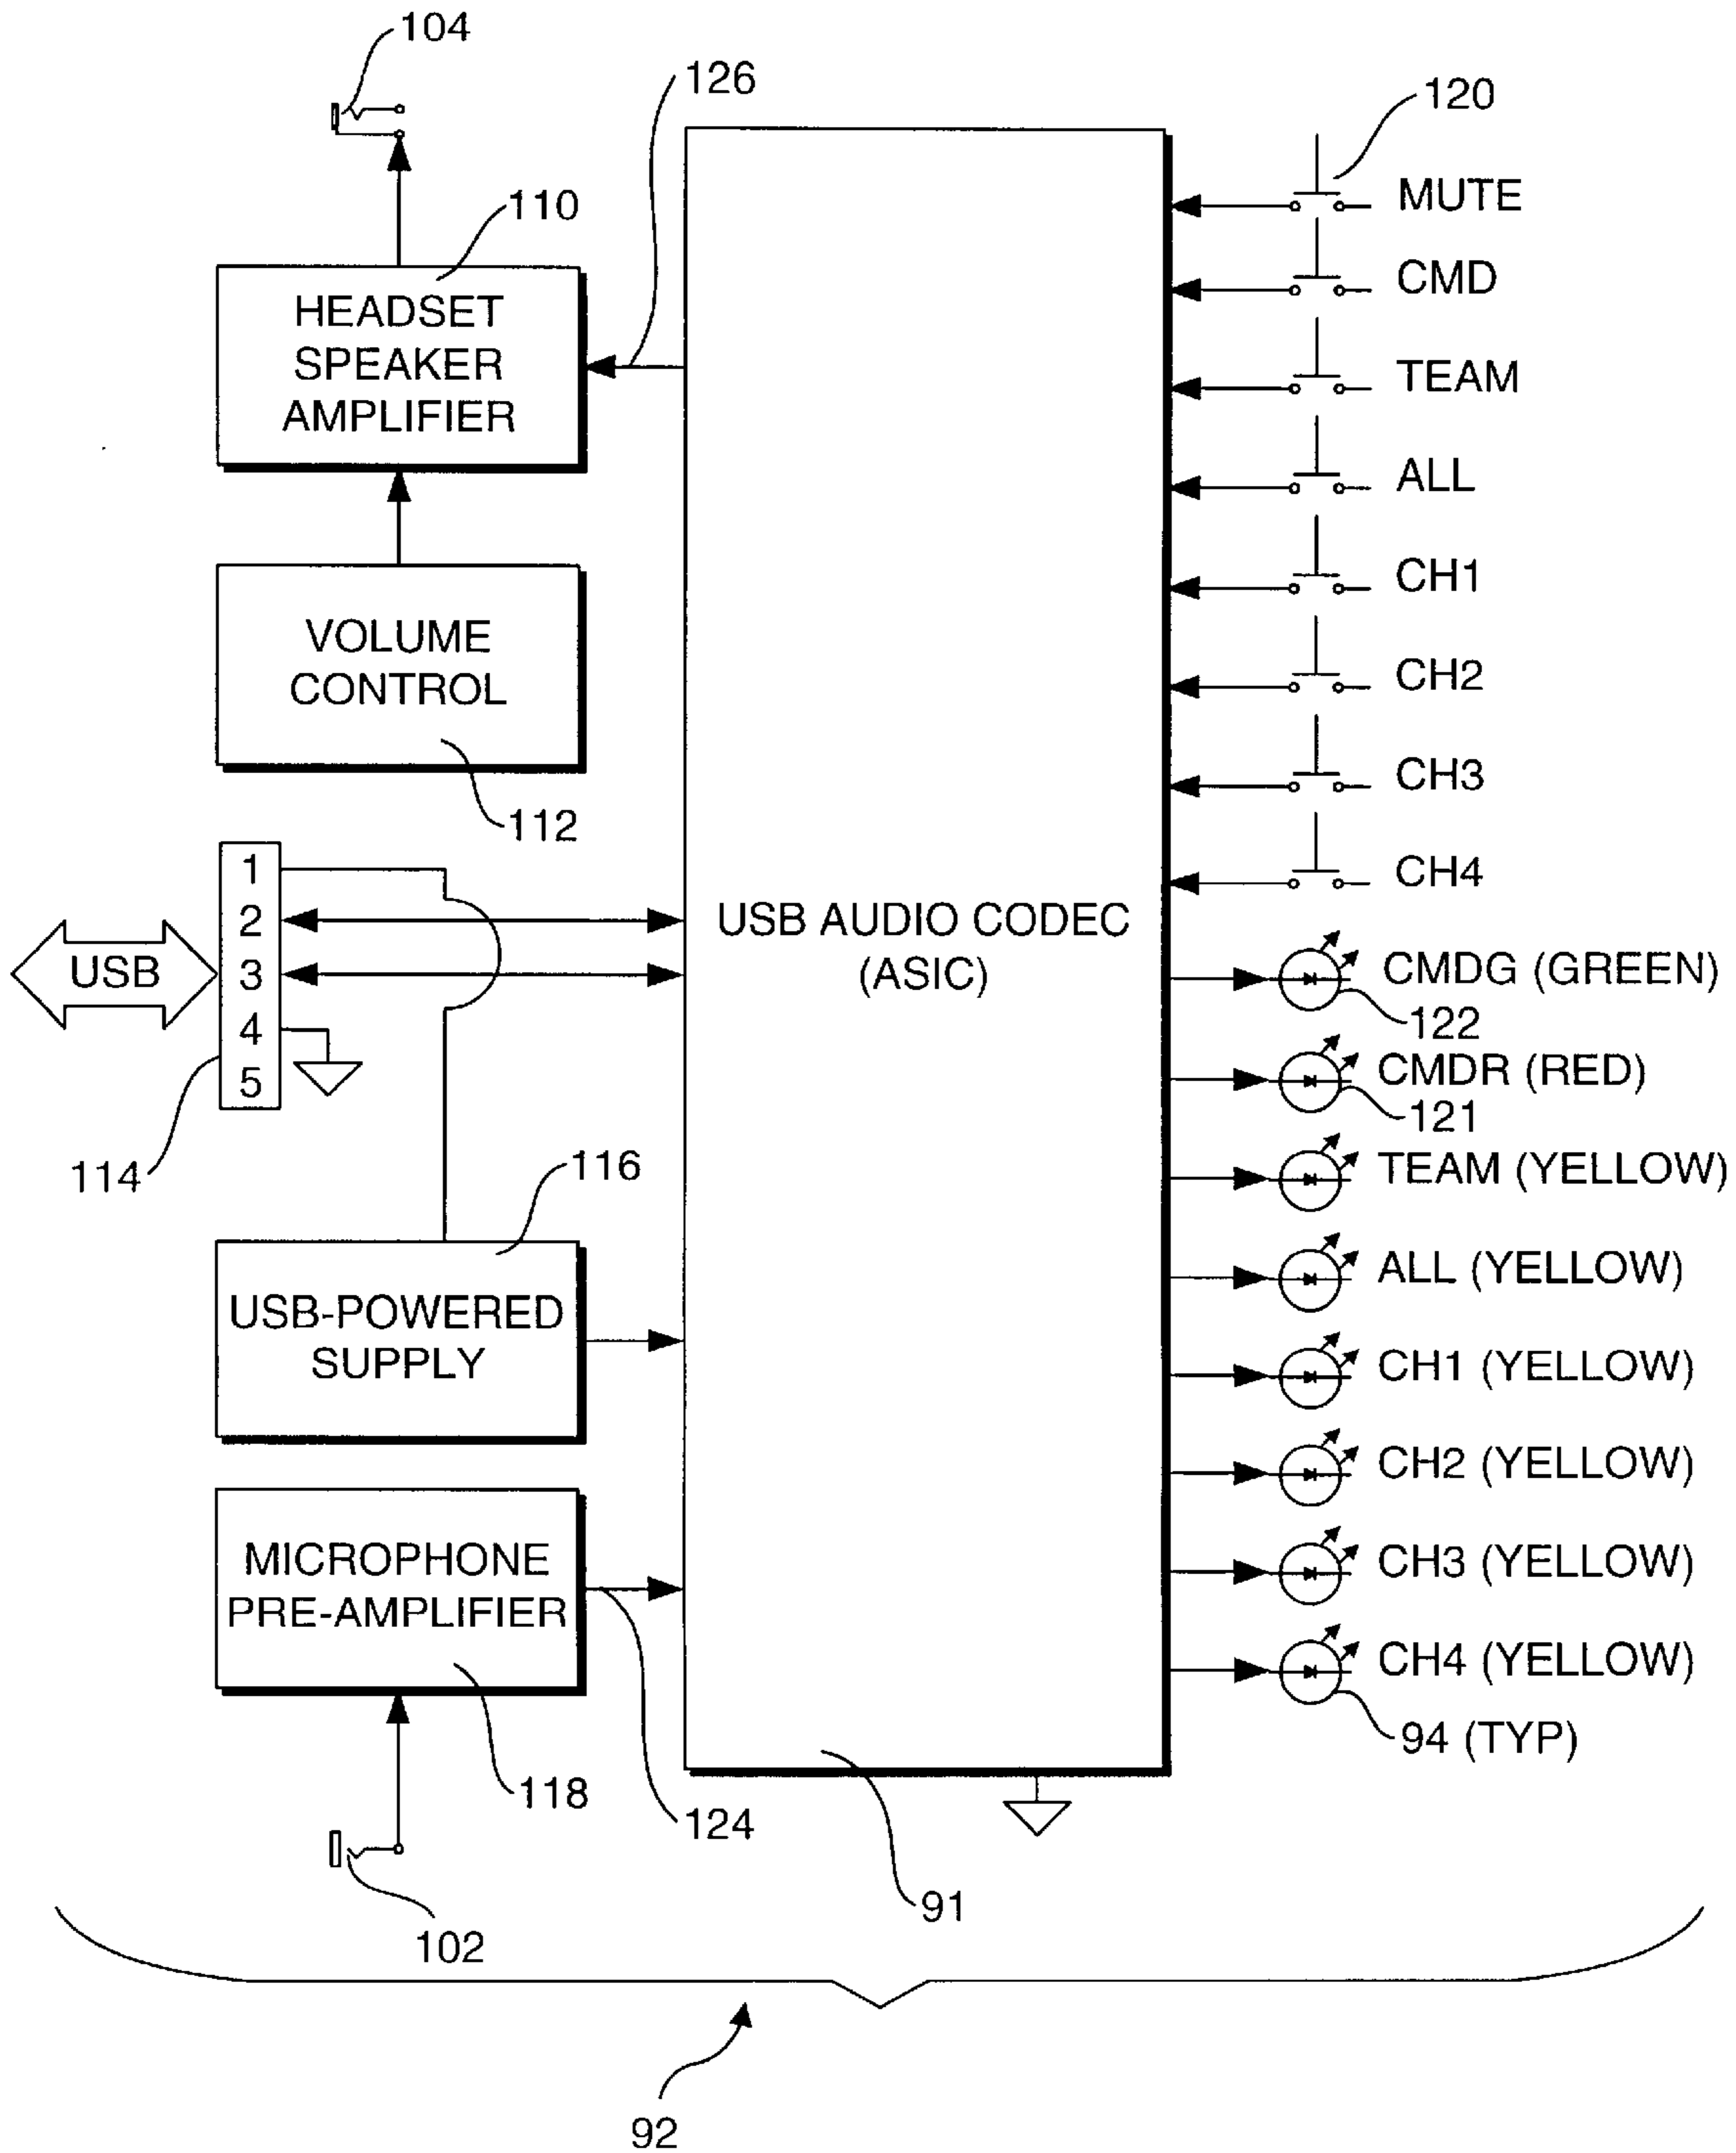 104
126
120
MUTE
110
CMD
HEADSET
SPEAKER
AMPLIFIER
TEAM
ALL
CH1
VOLUME
CONTROL
CH2
CH3
112
CH4
1
2
3
4
5
USB
USB AUDIO CODEC
(ASIC)
CMDG (GREEN)
122
CMDR (RED)
121
114
116
TEAM (YELLOW)
ALL (YELLOW)
USB-POWERED
SUPPLY
CH1 (YELLOW)
CH2 (YELLOW)
MICROPHONE
PRE-AMPLIFIER
CH3 (YELLOW)
CH4 (YELLOW)
94 (TYP)
118
124
91
102
92